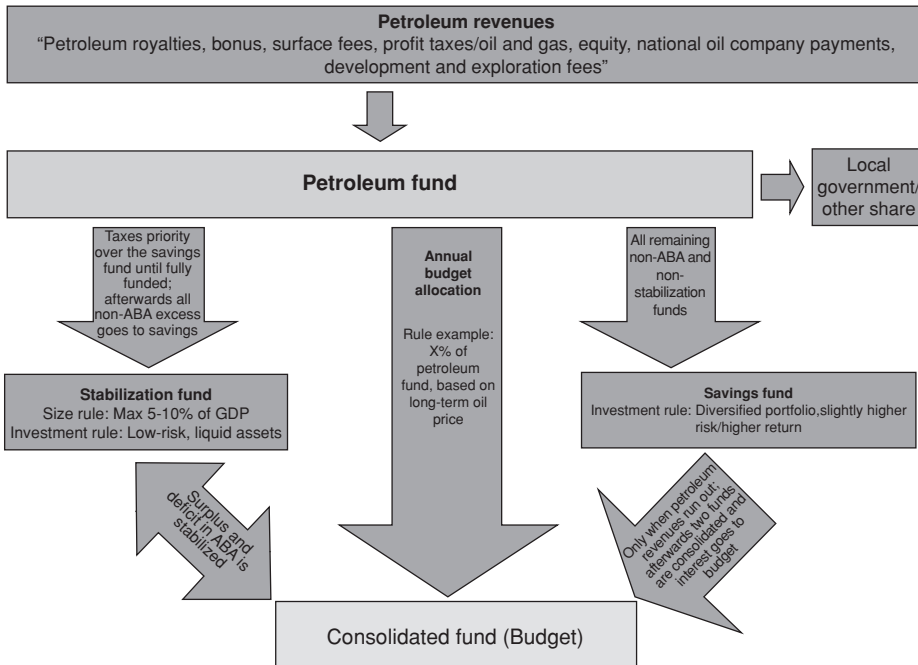 Petroleum revenues
“Petroleum royalties, bonus, surface fees, profit taxes/oil and gas, equity, national oil company payments,
development and exploration fees”
Petroleum fund
Local
government/
other share
Taxes priority
over the savings
fund until fully
funded;
afterwards all
non-ABA excess
goes to savings
Annual
budget
allocation
Rule example:
X% of
petroleum
fund, based on
long-term oil
price
All remaining
non-ABA and
non-
stabilization
funds
Stabilization fund
Size rule: Max 5-10% of GDP
Investment rule: Low-risk, liquid assets
Savings fund
Investment rule: Diversified portfolio,slightly higher
risk/higher return
Surplus and
deficit in ABA is
stabilized
Only when petroleum
revenues run out;
afterwards two funds
are consolidated and
interest goes to
budget
Consolidated fund (Budget)